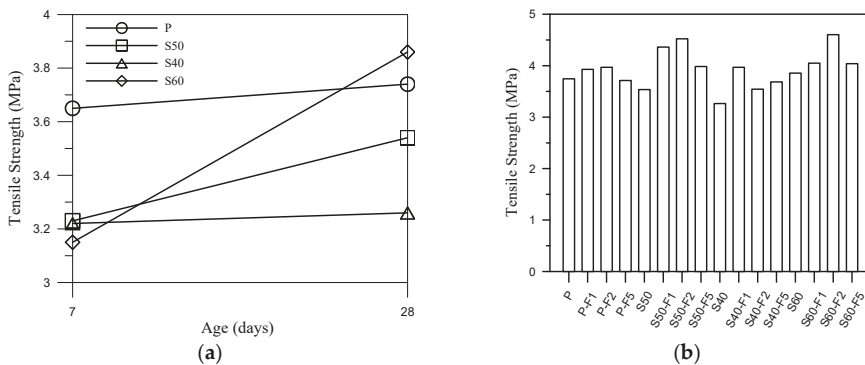 4
3.8
3.6
3.4
3.2
3
Tensile Strength (MPa)
P
S50
S40
S60
7
28
Age (days)
(a)
5
4
3
2
1
0
Tensile Strength (MPa)
P
P-F1
P-F2
P-F5
S50
S50-F1
S50-F2
S50-F5
S40
S40-F1
S40-F2
S40-F5
S60
S60-F1
S60-F2
S60-F5
(b)